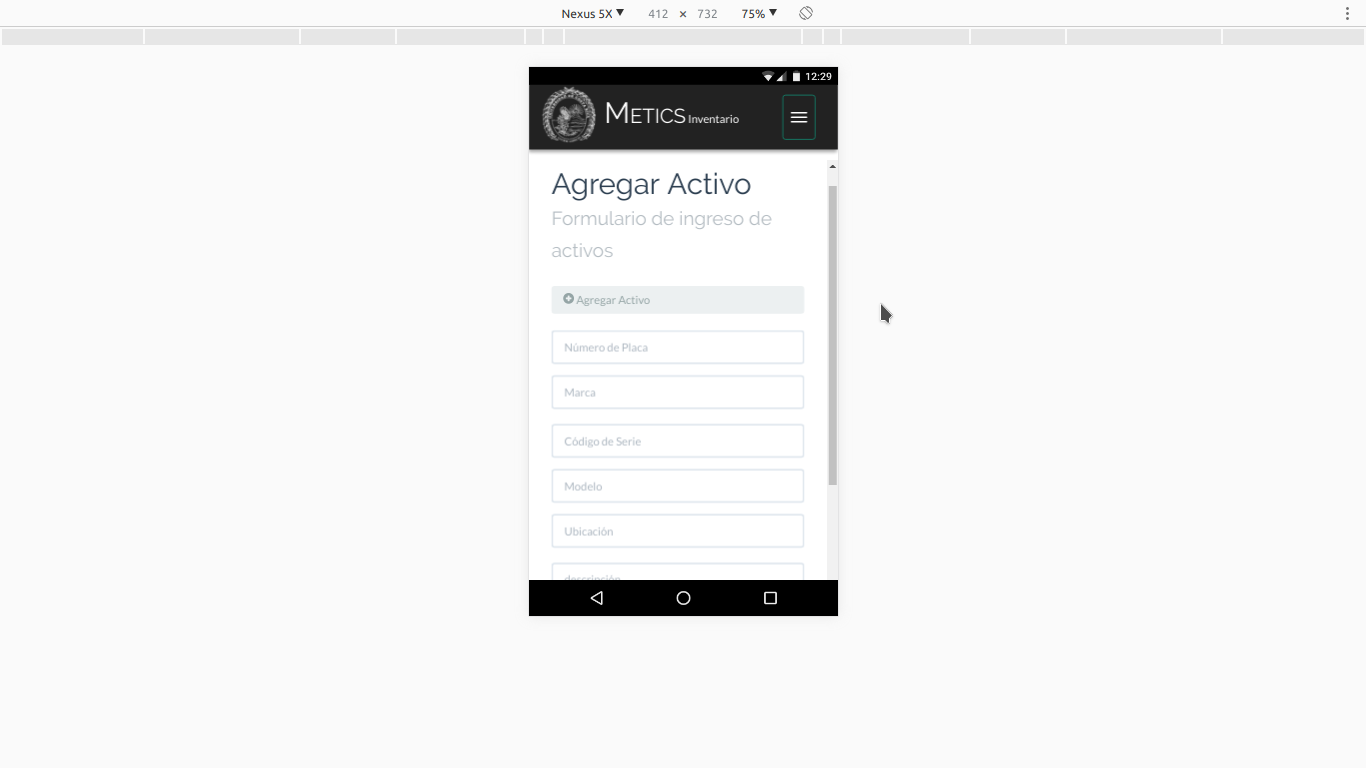 Nexus 5X 412 × 732 75%
12:29
METICS Inventario
Agregar Activo
Formulario de ingreso de
activos
Agregar Activo
Número de Placa
Marca
Código de Serie
Modelo
Ubicación
descripción